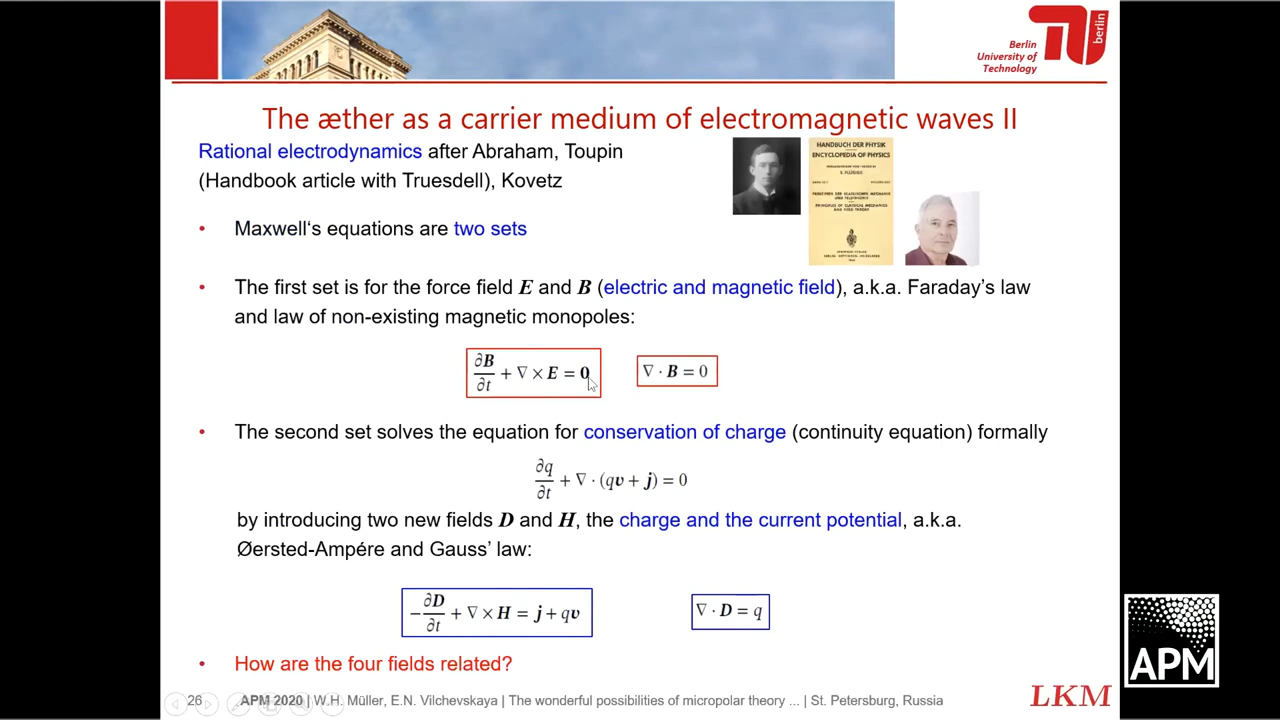 Berlin
University of
Technology
berlin
The æther as a carrier medium of electromagnetic waves II
Rational electrodynamics after Abraham, Toupin
(Handbook article with Truesdell), Kovetz
HANDBUCH DER PHYSIK
ENCYCLOPEDIA OF PHYSICS
• Maxwell‘s equations are two sets
• The first set is for the force field E and B (electric and magnetic field), a.k.a. Faraday’s law
and law of non-existing magnetic monopoles:
∂B/∂t + ∇ × E = 0
∇ · B = 0
• The second set solves the equation for conservation of charge (continuity equation) formally
∂q/∂t + ∇ · (qv + j) = 0
by introducing two new fields D and H, the charge and the current potential, a.k.a.
Øersted-Ampére and Gauss’ law:
−∂D/∂t + ∇ × H = j + qv
∇ · D = q
• How are the four fields related?
26 APM 2020 | W.H. Müller, E.N. Vilchevskaya | The wonderful possibilities of micropolar theory ... | St. Petersburg, Russia
LKM
APM